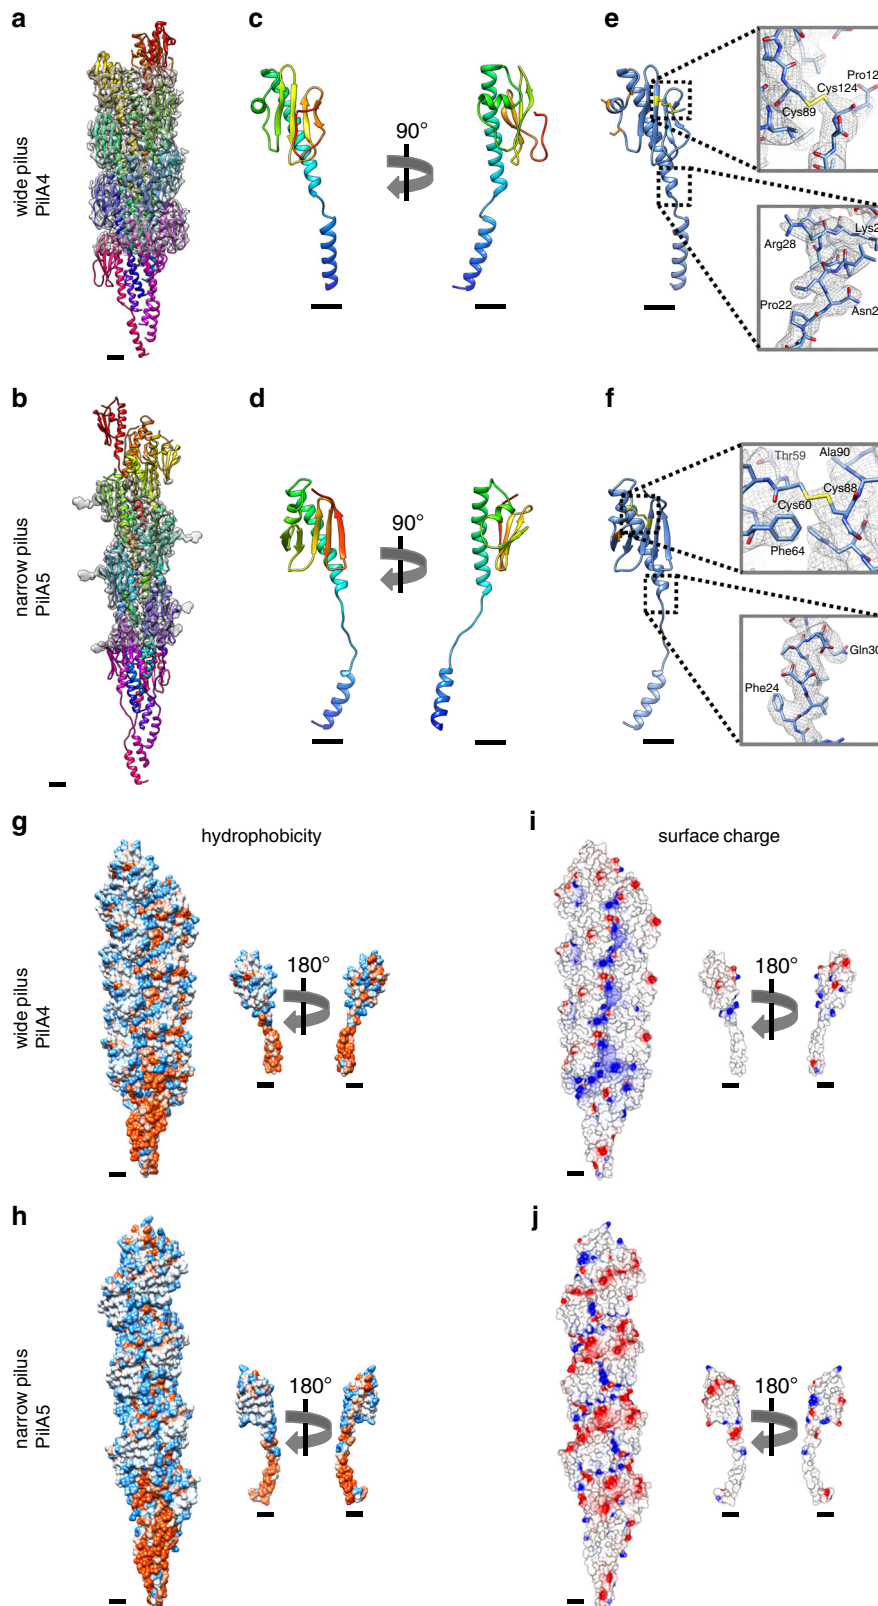 a
c
e
wide pilus
PilA4
90°
Cys89
Cys124
Pro12
Arg28
Lys2
Pro22
Asn2
b
d
f
narrow pilus
PilA5
90°
Thr59
Ala90
Cys88
Cys60
Phe64
Gln30
Phe24
g
hydrophobicity
i
surface charge
wide pilus
PilA4
180°
180°
h
j
narrow pilus
PilA5
180°
180°